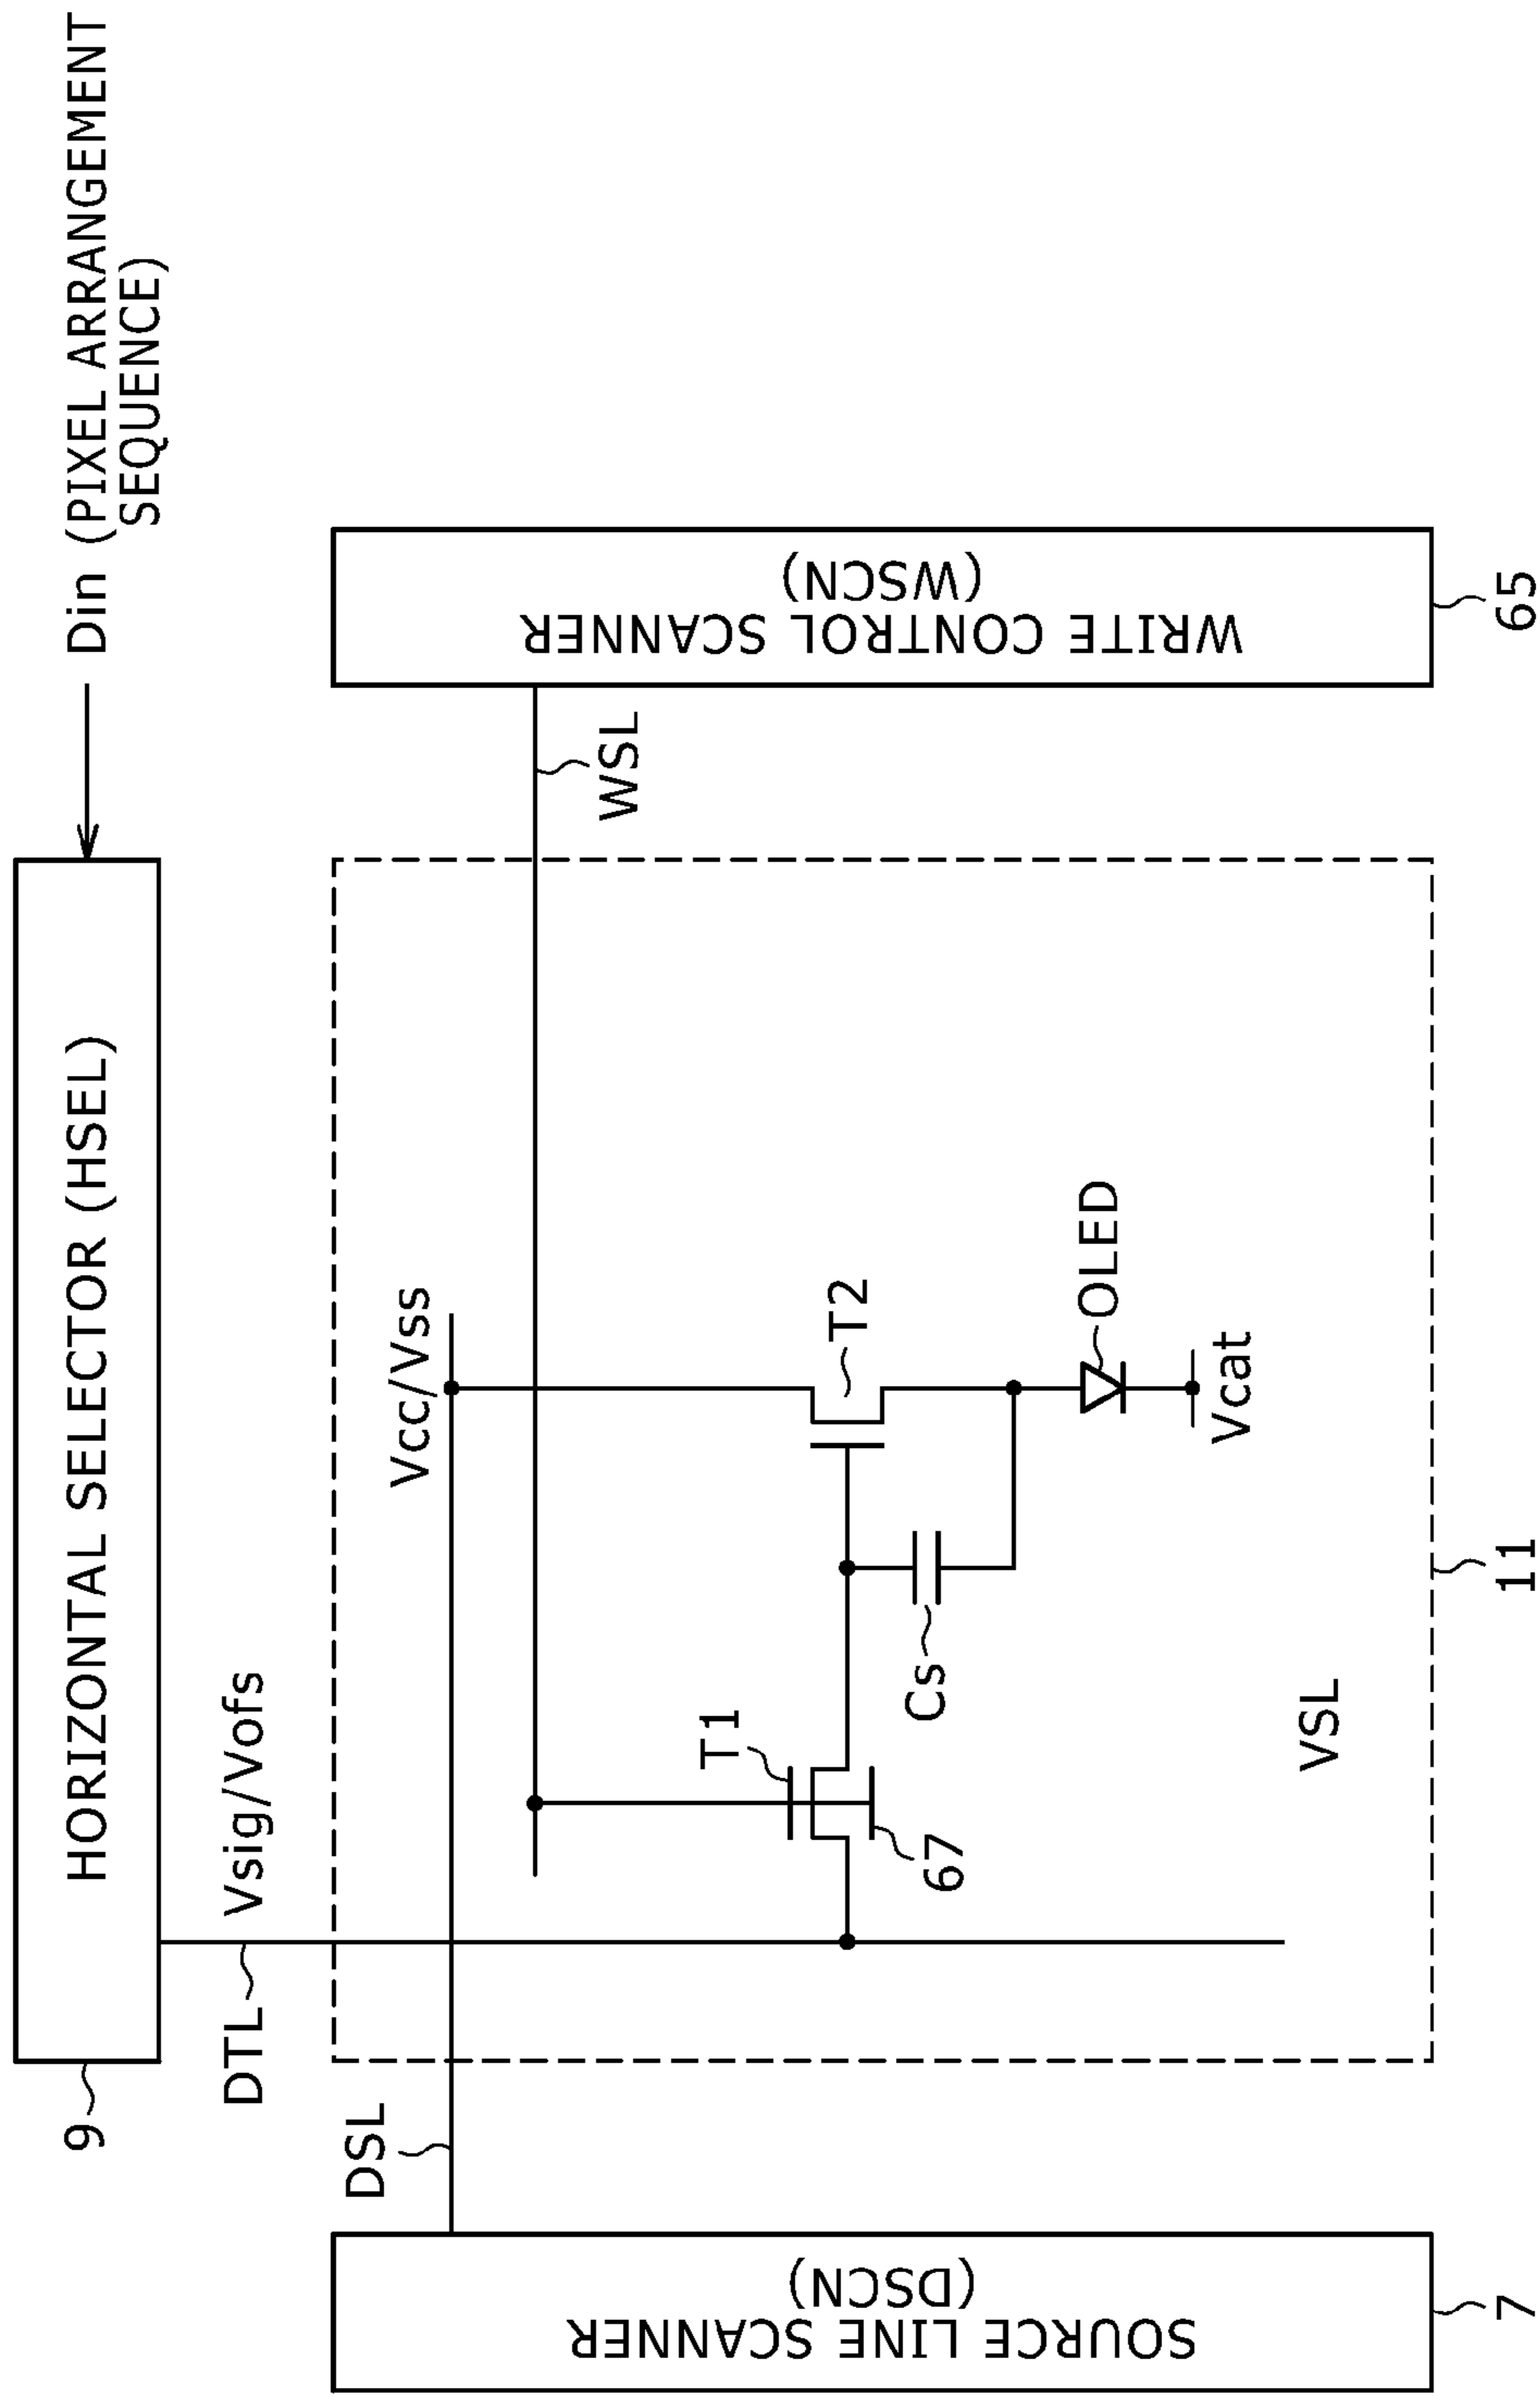 9
HORIZONTAL SELECTOR (HSEL)
Din (PIXEL ARRANGEMENT
SEQUENCE)
DTL
Vsig/Vofs
DSL
Vcc/Vss
WSL
SOURCE LINE SCANNER
(DSCN)
WRITE CONTROL SCANNER
(WSCN)
T1
T2
67
Cs
OLED
Vcat
VSL
7
11
65